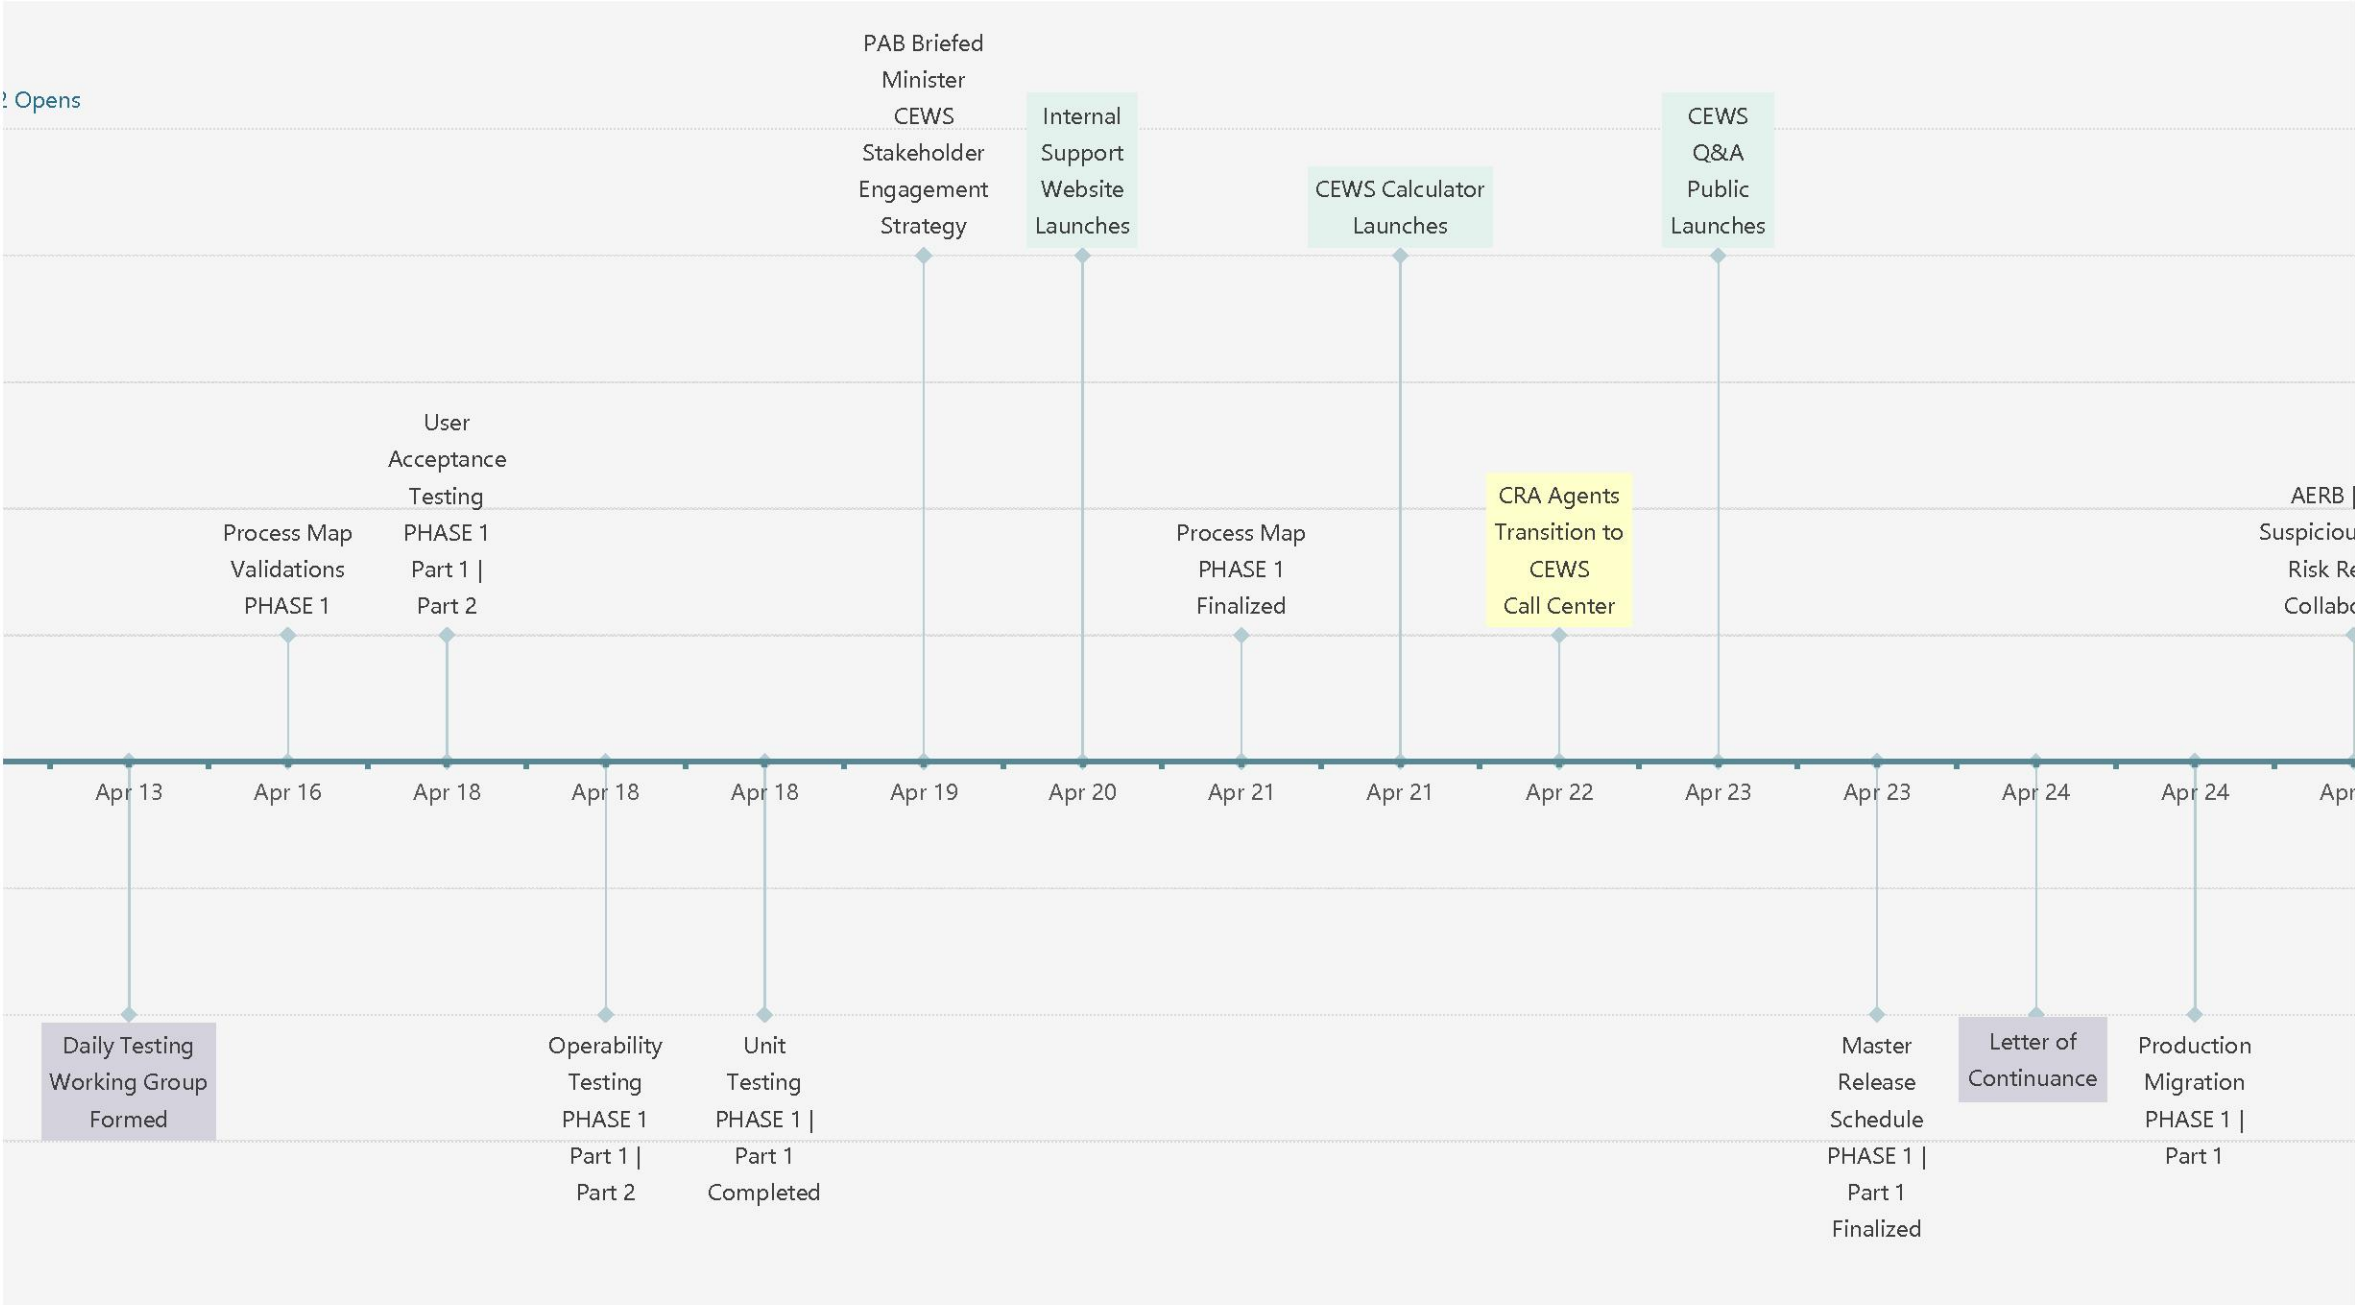 PAB Briefed
Minister
CEWS
Stakeholder
Engagement
Strategy
Opens
Internal
Support
Website
Launches
CEWS Calculator
Launches
CEWS
Q&A
Public
Launches
Process Map
Validations
PHASE 1
User
Acceptance
Testing
PHASE 1
Part 1 |
Part 2
Process Map
PHASE 1
Finalized
CRA Agents
Transition to
CEWS
Call Center
AERB |
Risk
Apr 13
Apr 16
Apr 18
Apr 18
Apr 18
Apr 19
Apr 20
Apr 21
Apr 21
Apr 22
Apr 23
Apr 23
Apr 24
Apr 24
Apr
Daily Testing
Working Group
Formed
Operability
Testing
PHASE 1
Part 1 |
Part 2
Unit
Testing
PHASE 1 |
Part 1
Completed
Master
Release
Schedule
PHASE 1 |
Part 1
Finalized
Letter of
Continuance
Production
Migration
PHASE 1 |
Part 1